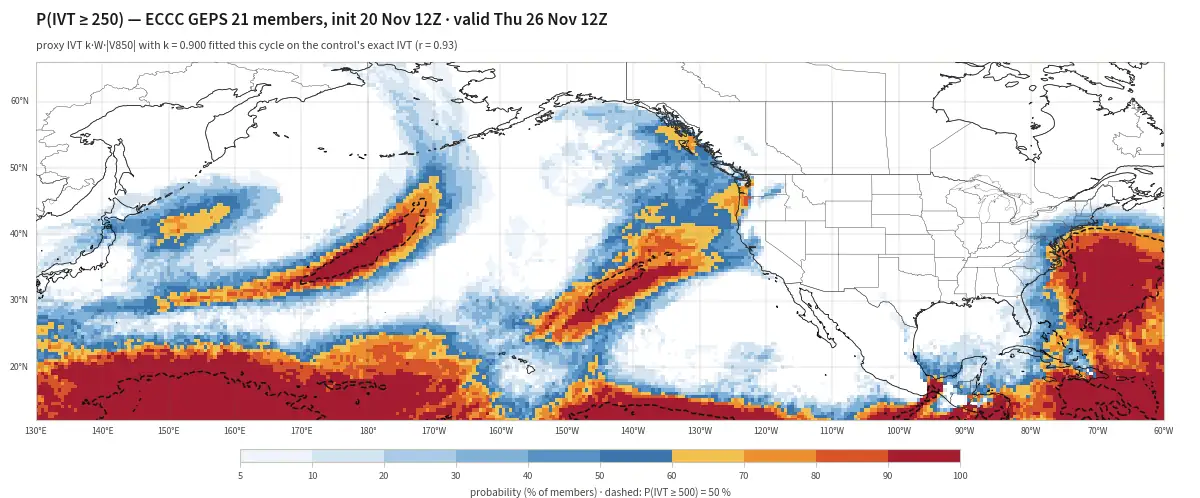 P(IVT ≥ 250) — ECCC GEPS 21 members, init 20 Nov 12Z · valid Thu 26 Nov 12Z
proxy IVT k·W·|V850| with k = 0.900 fitted this cycle on the control's exact IVT (r = 0.93)
60°N
50°N
40°N
30°N
20°N
130°E 140°E 150°E 160°E 170°E 180° 170°W 160°W 150°W 140°W 130°W 120°W 110°W 100°W 90°W 80°W 70°W 60°W
5 10 20 30 40 50 60 70 80 90 100
probability (% of members) · dashed: P(IVT ≥ 500) = 50 %